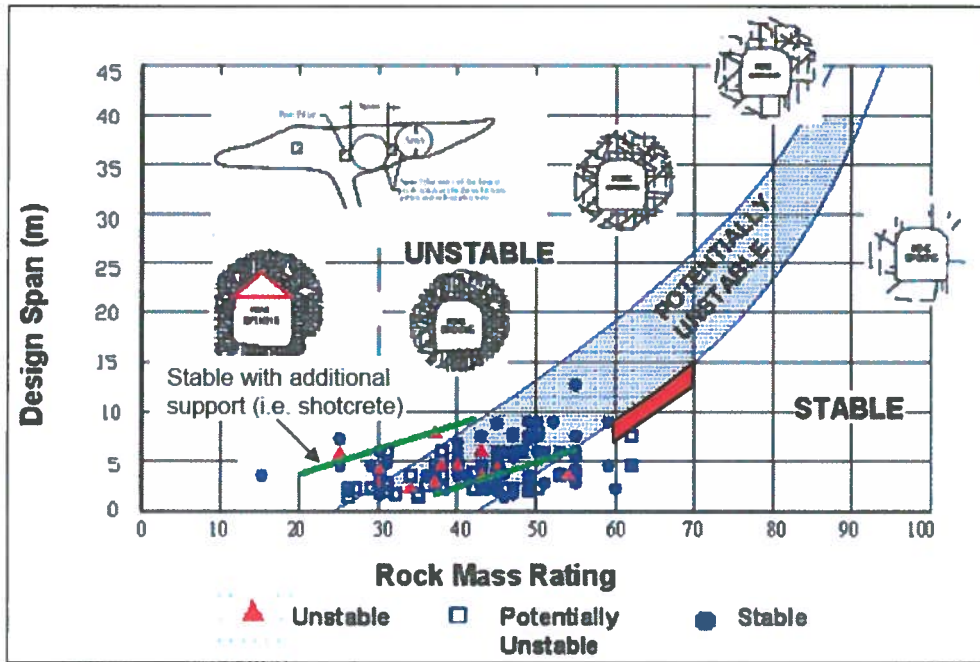 45
40
35
30
25
20
15
10
5
0
Design Span (m)
UNSTABLE
POTENTIALLY
UNSTABLE
STABLE
Stable with additional
support (i.e. shotcrete)
0 10 20 30 40 50 60 70 80 90 100
Rock Mass Rating
Unstable
Potentially
Unstable
Stable